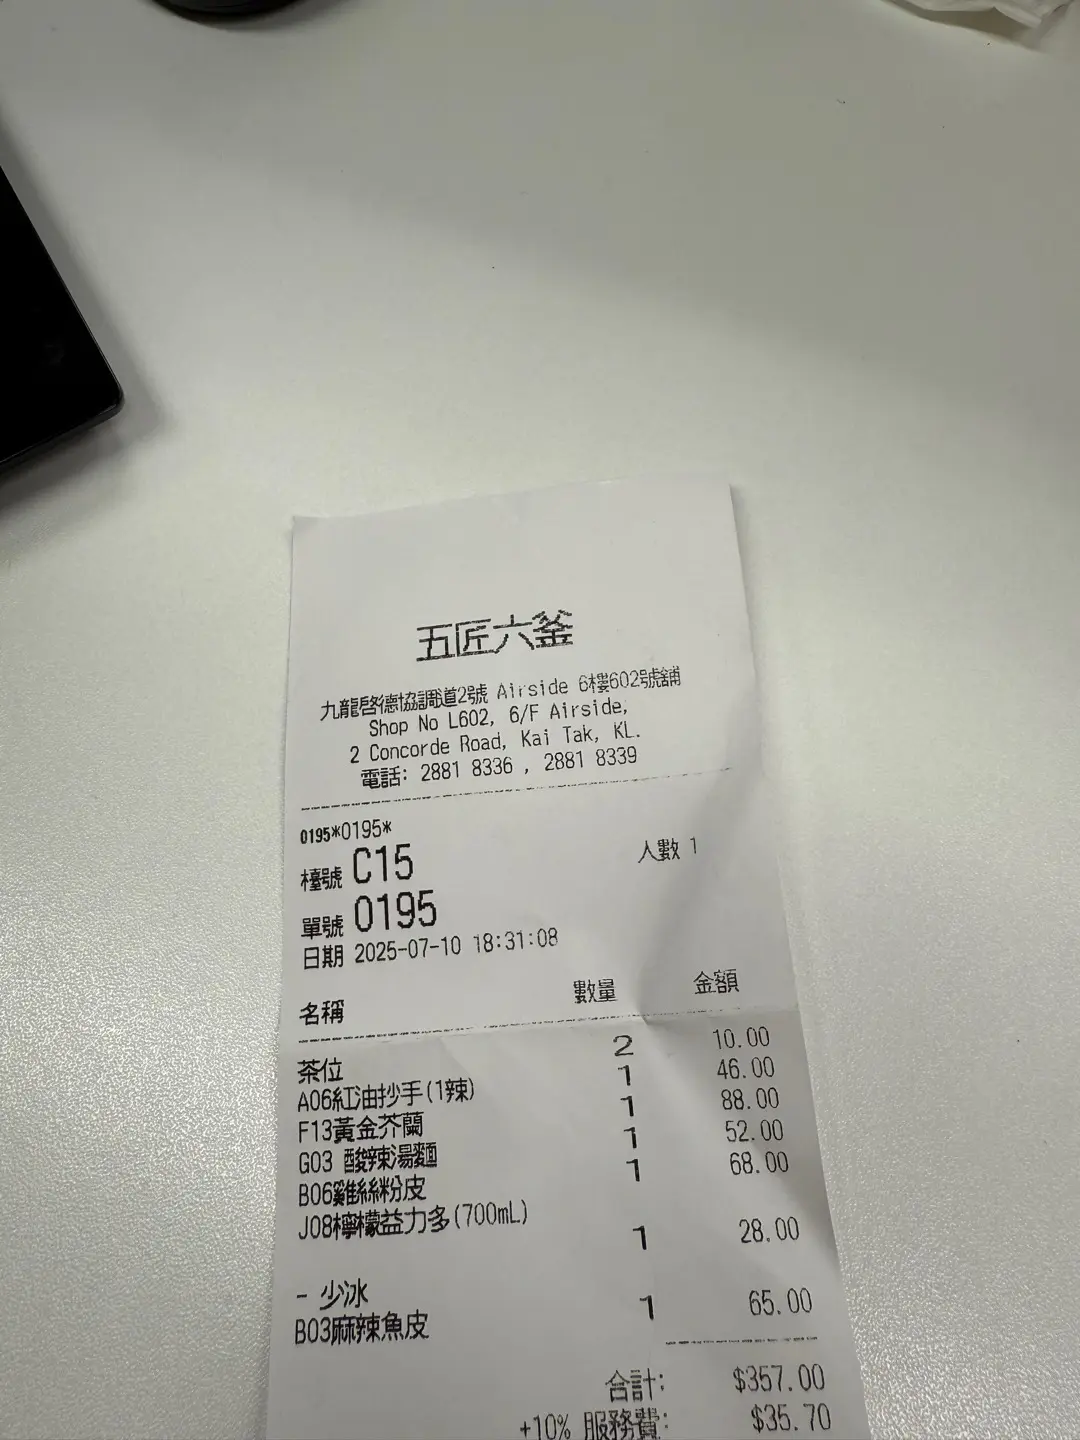 五匠六釜
九龍啓德協調道2號 Airside 6樓602號舖
Shop No L602, 6/F Airside,
2 Concorde Road, Kai Tak, KL.
電話: 2881 8336 , 2881 8339
0195*0195*
檯號 C15 人數 1
單號 0195
日期 2025-07-10 18:31:08
名稱 數量 金額
茶位 2 10.00
A06紅油抄手(1辣) 1 46.00
F13黃金芥蘭 1 88.00
G03 酸辣湯麵 1 52.00
B06雞絲粉皮 1 68.00
J08檸檬益力多(700mL)
1 28.00
- 少冰
B03麻辣魚皮 1 65.00
合計: $357.00
+10% 服務費: $35.70